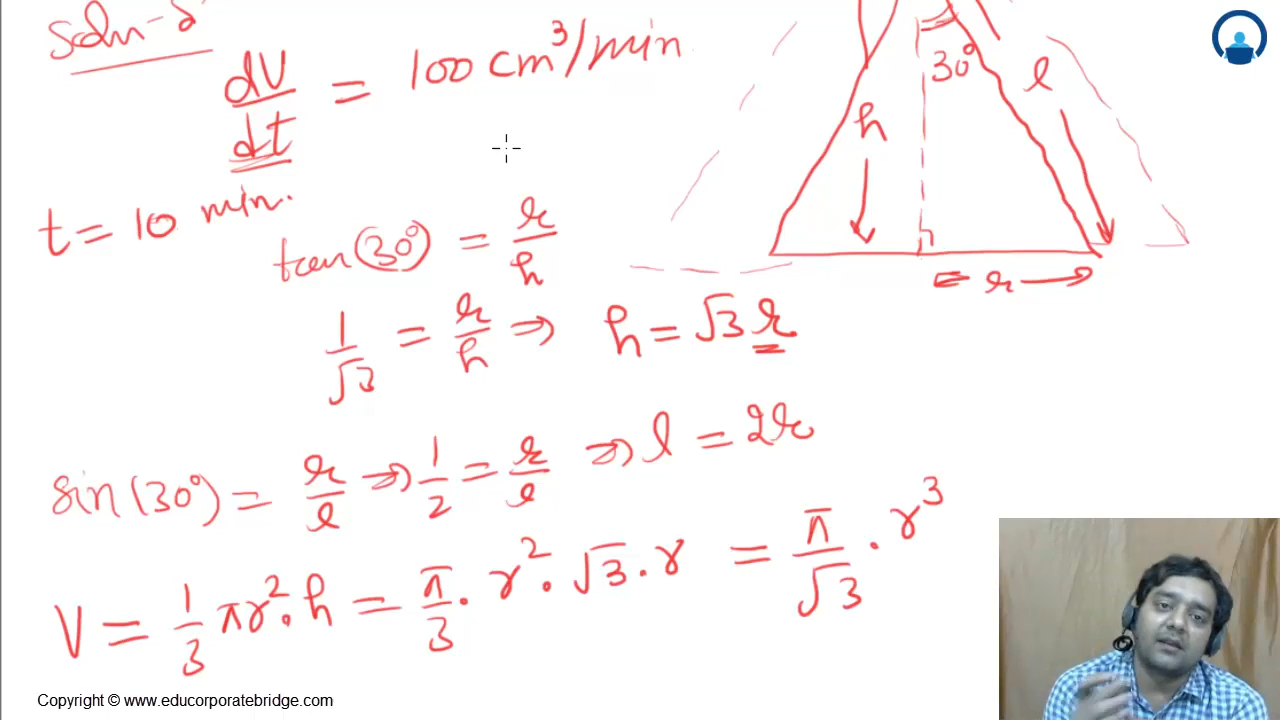 Soln-2
dV/dt = 100 cm³/min
30°
l
h
t = 10 min.
tan(30°) = r/h
r
1/√3 = r/h ⇒ h = √3 r
sin(30°) = r/l ⇒ 1/2 = r/l ⇒ l = 2r
V = 1/3 πr².h = π/3 . r² . √3 . r = π/√3 . r³
Copyright © www.educorporatebridge.com